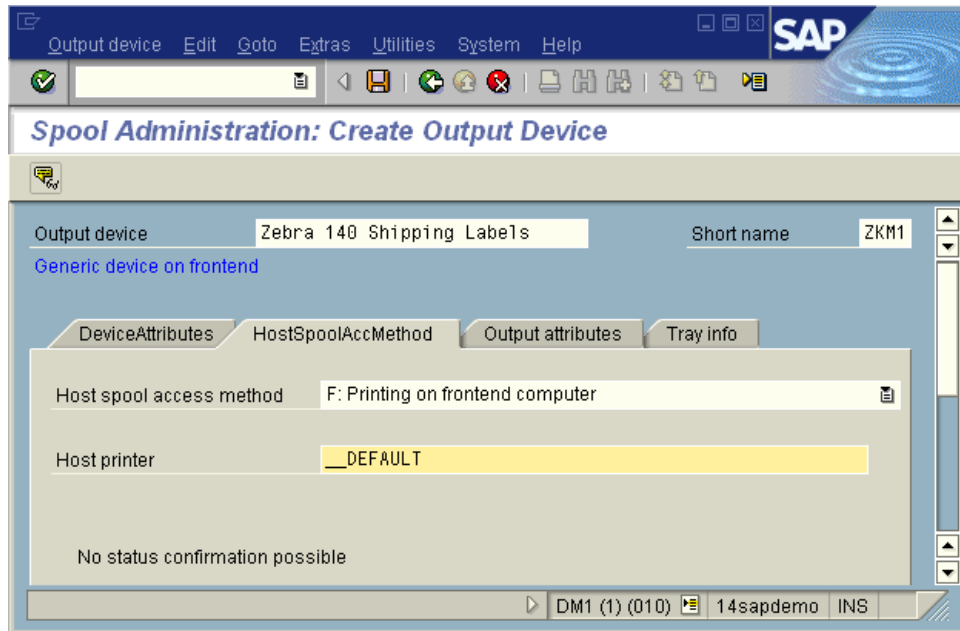 Output device Edit Goto Extras Utilities System Help
SAP
Spool Administration: Create Output Device
Output device Zebra 140 Shipping Labels Short name ZKM1
Generic device on frontend
DeviceAttributes HostSpoolAccMethod Output attributes Tray info
Host spool access method F: Printing on frontend computer
Host printer __DEFAULT
No status confirmation possible
DM1 (1) (010) 14sapdemo INS